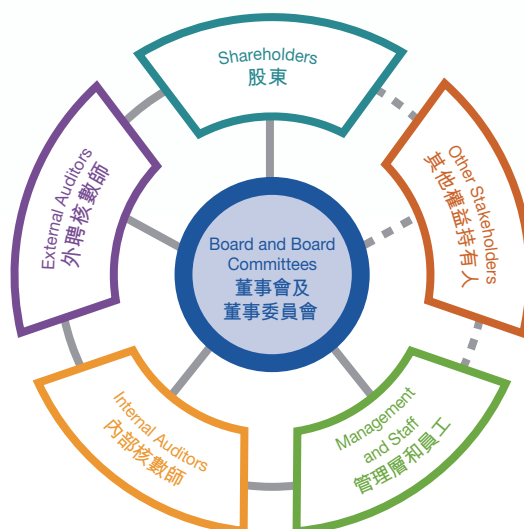 Shareholders
股東
Other Stakeholders
其他權益持有人
Management
and Staff
管理層和員工
Internal Auditors
內部核數師
External Auditors
外聘核數師
Board and Board
Committees
董事會及
董事委員會